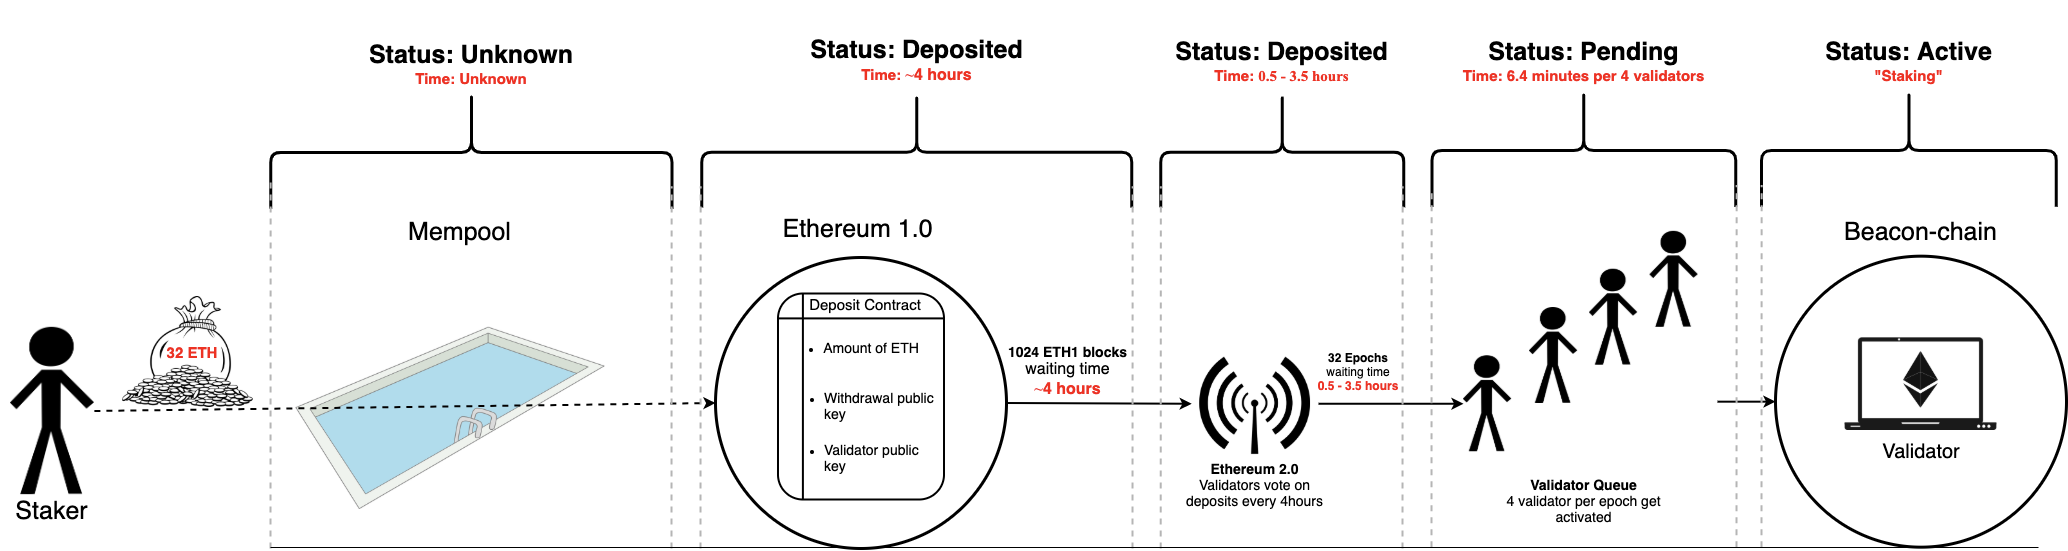 Status: Unknown
Time: Unknown
Status: Deposited
Time: ~4 hours
Status: Deposited
Time: 0.5 - 3.5 hours
Status: Pending
Time: 6.4 minutes per 4 validators
Status: Active
"Staking"
Mempool
Ethereum 1.0
Beacon-chain
32 ETH
Staker
Deposit Contract
• Amount of ETH
• Withdrawal public
key
• Validator public
key
1024 ETH1 blocks
waiting time
~4 hours
Ethereum 2.0
Validators vote on
deposits every 4hours
32 Epochs
waiting time
0.5 - 3.5 hours
Validator Queue
4 validator per epoch get
activated
Validator